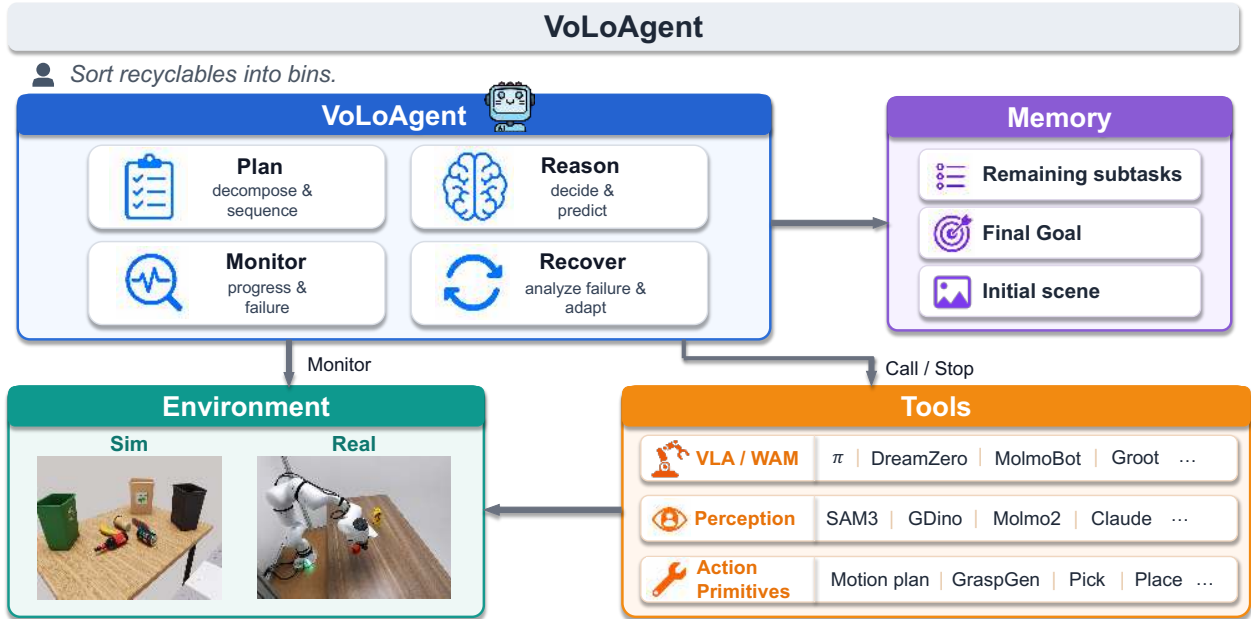 VoLoAgent
Sort recyclables into bins.
VoLoAgent
Plan
decompose &
sequence
Reason
decide &
predict
Monitor
progress &
failure
Recover
analyze failure &
adapt
Memory
Remaining subtasks
Final Goal
Initial scene
Monitor
Call / Stop
Environment
Sim
Real
Tools
VLA / WAM
π | DreamZero | MolmoBot | Groot ...
Perception
SAM3 | GDino | Molmo2 | Claude ...
Action
Primitives
Motion plan | GraspGen | Pick | Place ...